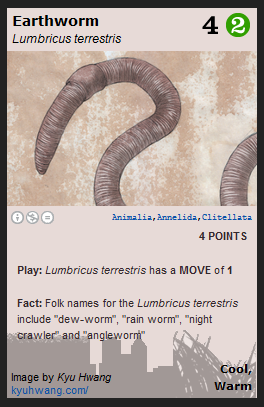 Earthworm
4 2
Lumbricus terrestris
Animalia,Annelida,Clitellata
4 POINTS
Play: Lumbricus terrestris has a MOVE of 1
Fact: Folk names for the Lumbricus terrestris
include "dew-worm", "rain worm", "night
crawler" and "angleworm"
Cool,
Warm
Image by Kyu Hwang
kyuhwang.com/